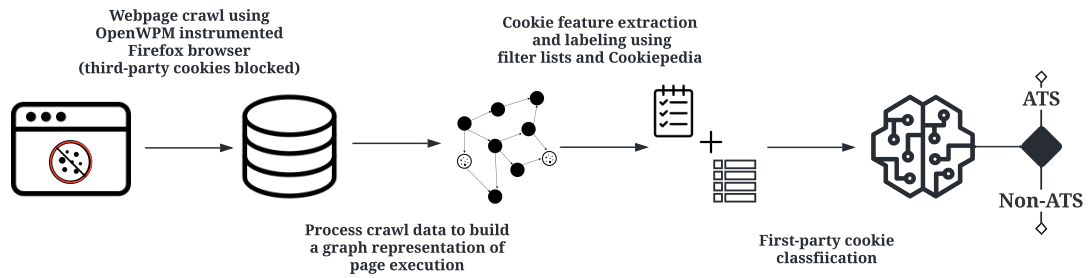 Webpage crawl using
OpenWPM instrumented
Firefox browser
(third-party cookies blocked)
Cookie feature extraction
and labeling using
filter lists and Cookiepedia
ATS
Non-ATS
Process crawl data to build
a graph representation of
page execution
First-party cookie
classfiication